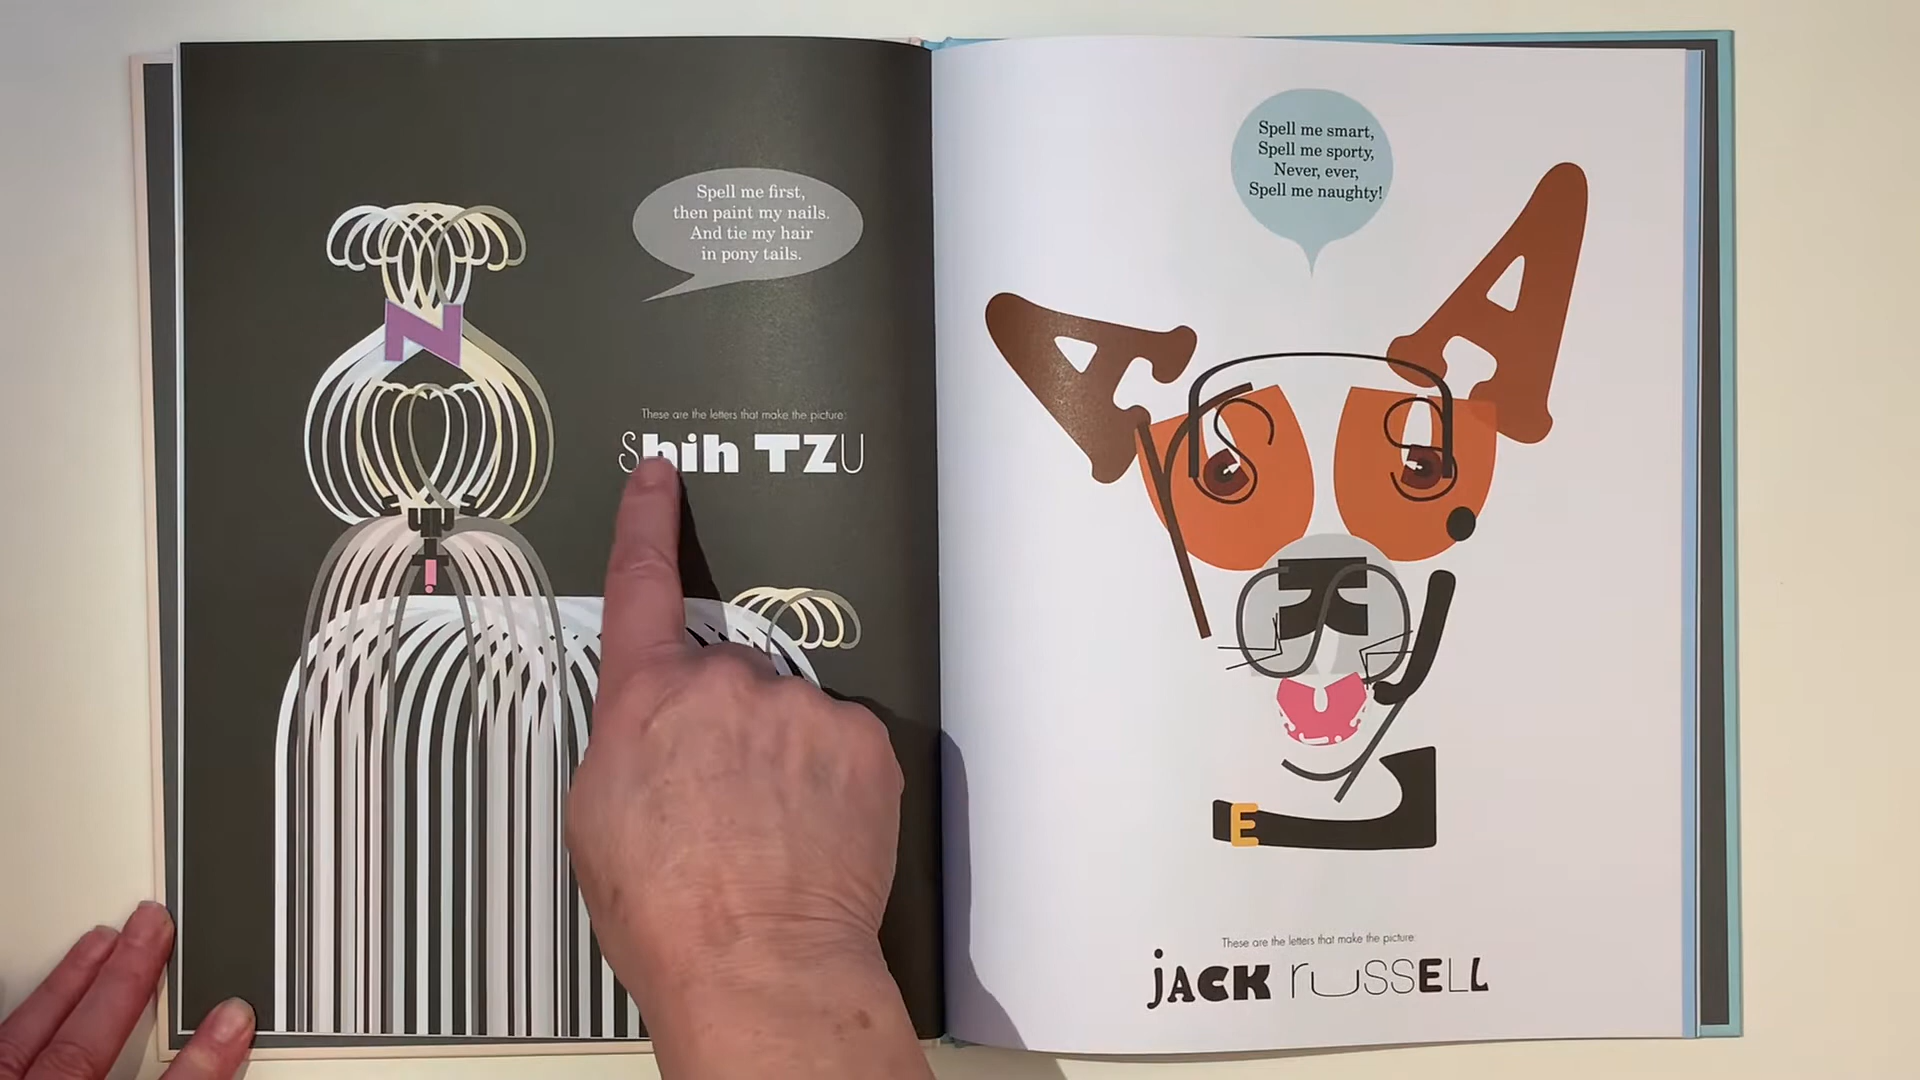 Spell me first,
then paint my nails.
And tie my hair
in pony tails.
These are the letters that make the picture:
Shih TZU
Spell me smart,
Spell me sporty,
Never, ever,
Spell me naughty!
These are the letters that make the picture:
jACK russELL